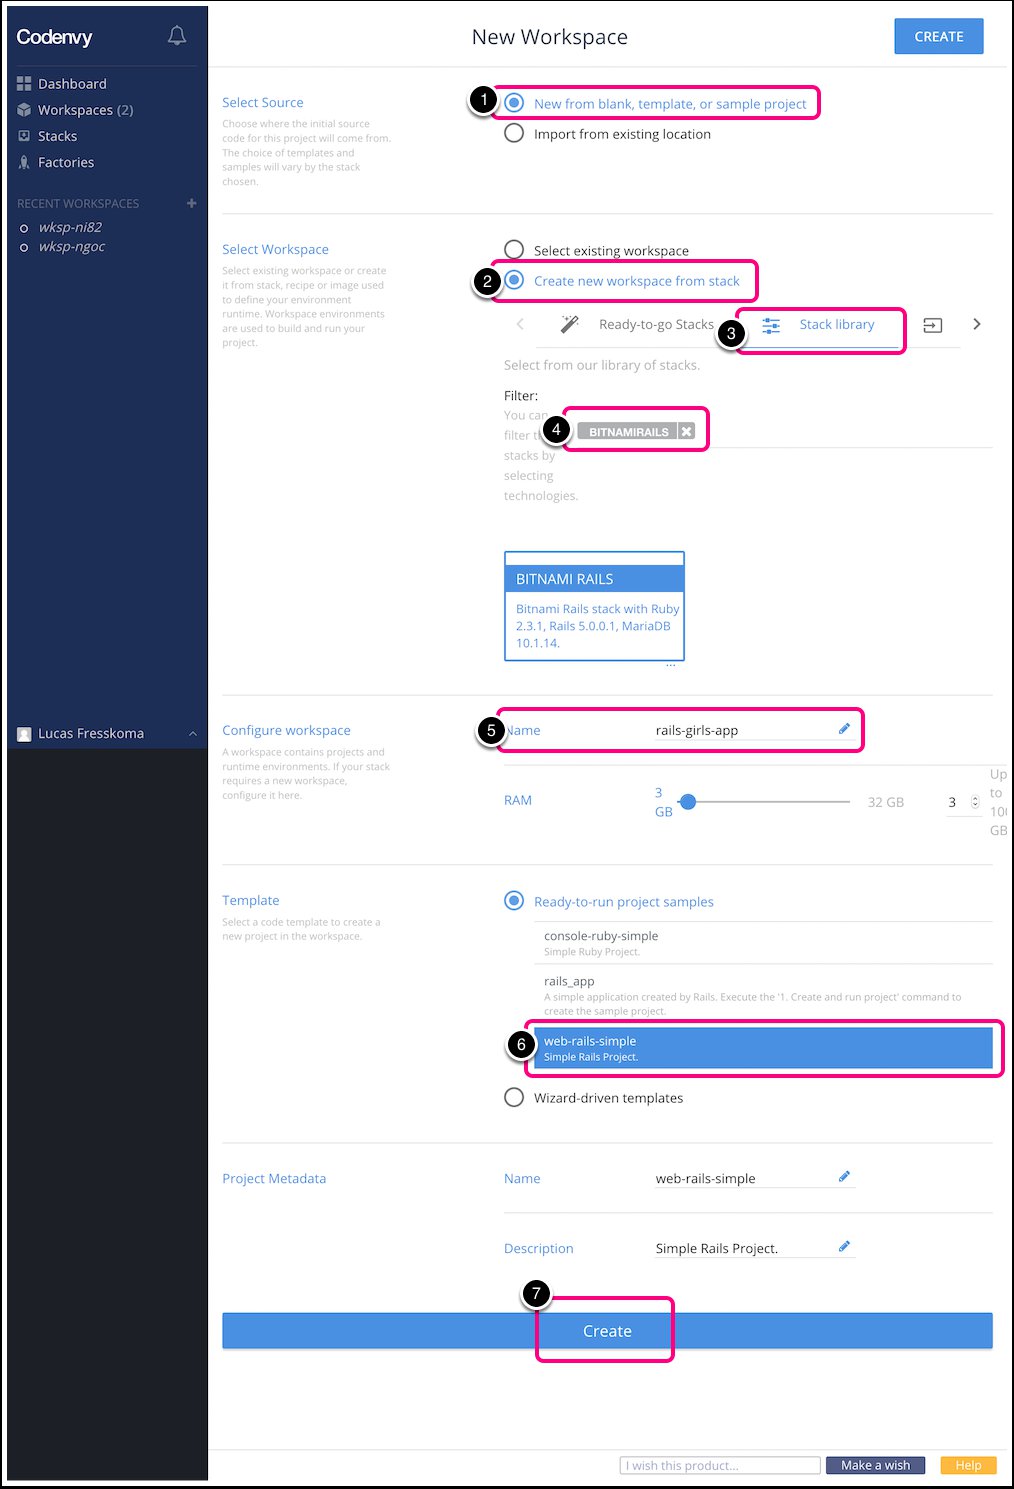 Codenvy
Dashboard
Workspaces (2)
Stacks
Factories
RECENT WORKSPACES +
wksp-ni82
wksp-ngoc
Lucas Fresskoma
New Workspace
CREATE
Select Source
Choose where the initial source
code for this project will come from.
The choice of templates and
samples will vary by the stack
chosen.
1
New from blank, template, or sample project
Import from existing location
Select Workspace
Select existing workspace or create
it from stack, recipe or image used
to define your environment
runtime. Workspace environments
are used to build and run your
project.
Select existing workspace
2
Create new workspace from stack
Ready-to-go Stacks
3
Stack library
Select from our library of stacks.
Filter:
You can
filter
stacks by
selecting
technologies.
4
BITNAMIRAILS
BITNAMI RAILS
Bitnami Rails stack with Ruby
2.3.1, Rails 5.0.0.1, MariaDB
10.1.14.
...
Configure workspace
A workspace contains projects and
runtime environments. If your stack
requires a new workspace,
configure it here.
5
Name
rails-girls-app
RAM
3
GB
32 GB
3
Up
to
100
GB
Template
Select a code template to create a
new project in the workspace.
Ready-to-run project samples
console-ruby-simple
Simple Ruby Project.
rails_app
A simple application created by Rails. Execute the '1. Create and run project' command to
create the sample project.
6
web-rails-simple
Simple Rails Project.
Wizard-driven templates
Project Metadata
Name
web-rails-simple
Description
Simple Rails Project.
7
Create
I wish this product...
Make a wish
Help